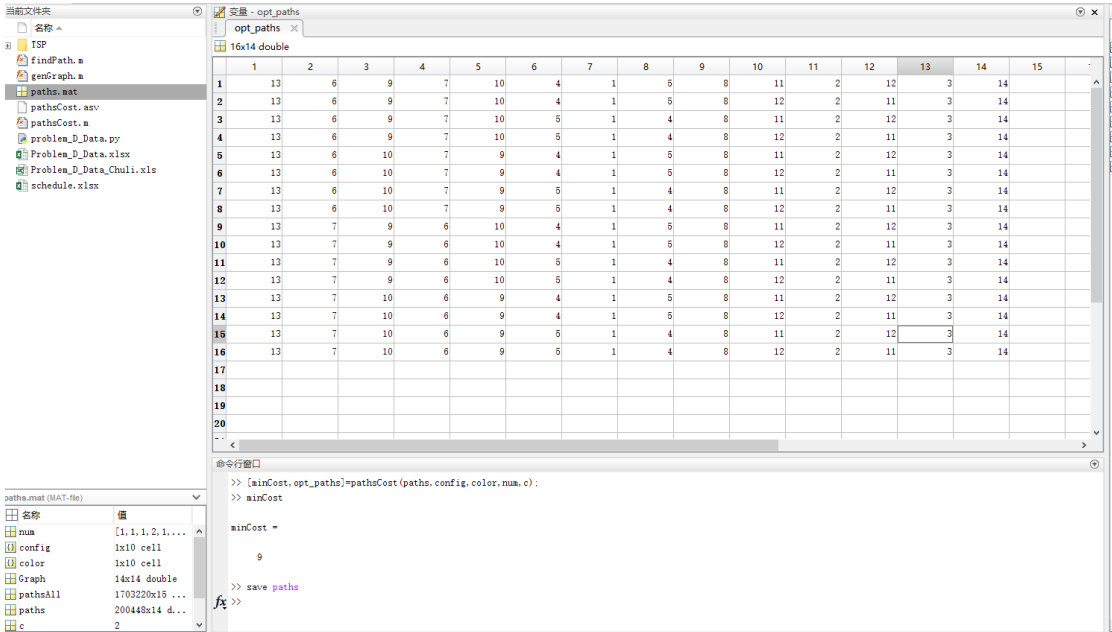 当前文件夹
名称
TSP
findPath.m
genGraph.m
paths.mat
pathsCost.asv
pathsCost.m
problem_D_Data.py
Problem_D_Data.xlsx
Problem_D_Data_Chuli.xls
schedule.xlsx
变量 - opt_paths
opt_paths
16x14 double
1 2 3 4 5 6 7 8 9 10 11 12 13 14 15
1 13 6 9 7 10 4 1 5 8 11 2 12 3 14
2 13 6 9 7 10 4 1 5 8 12 2 11 3 14
3 13 6 9 7 10 5 1 4 8 11 2 12 3 14
4 13 6 9 7 10 5 1 4 8 12 2 11 3 14
5 13 6 10 7 9 4 1 5 8 11 2 12 3 14
6 13 6 10 7 9 4 1 5 8 12 2 11 3 14
7 13 6 10 7 9 5 1 4 8 11 2 12 3 14
8 13 6 10 7 9 5 1 4 8 12 2 11 3 14
9 13 7 9 6 10 4 1 5 8 11 2 12 3 14
10 13 7 9 6 10 4 1 5 8 12 2 11 3 14
11 13 7 9 6 10 5 1 4 8 11 2 12 3 14
12 13 7 9 6 10 5 1 4 8 12 2 11 3 14
13 13 7 10 6 9 4 1 5 8 11 2 12 3 14
14 13 7 10 6 9 4 1 5 8 12 2 11 3 14
15 13 7 10 6 9 5 1 4 8 11 2 12 3 14
16 13 7 10 6 9 5 1 4 8 12 2 11 3 14
17
18
19
20
命令行窗口
>> [minCost,opt_paths]=pathsCost(paths,config,color,num,c);
>> minCost
minCost =
9
>> save paths
fx >>
paths.mat (MAT-file)
名称 值
num [1,1,1,2,1,...
config 1x10 cell
color 1x10 cell
Graph 14x14 double
pathsAll 1703220x15 ...
paths 200448x14 d...
c 2